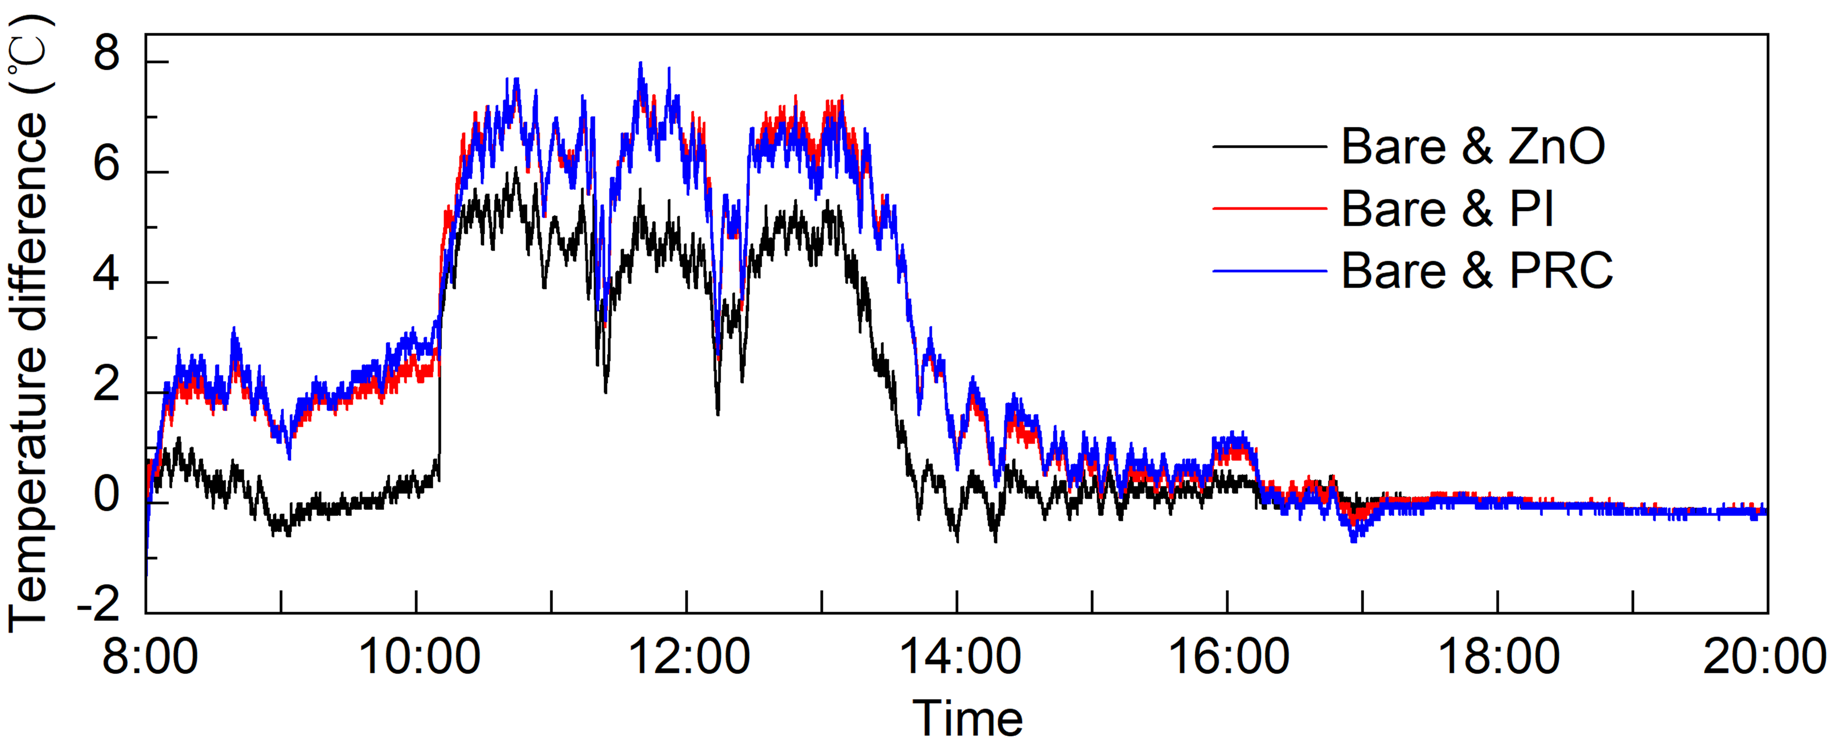 Temperature difference (℃)
8
6
4
2
0
-2
Bare & ZnO
Bare & PI
Bare & PRC
8:00 10:00 12:00 14:00 16:00 18:00 20:00
Time